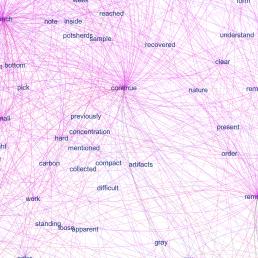 reached
note inside
potsherds
sample
recovered
understand
bottom
clear
pick
continue
nature
previously
present
concentration
hard
mentioned
order
carbon
compact
artifacts
collected
difficult
work
standing
apparent
gray